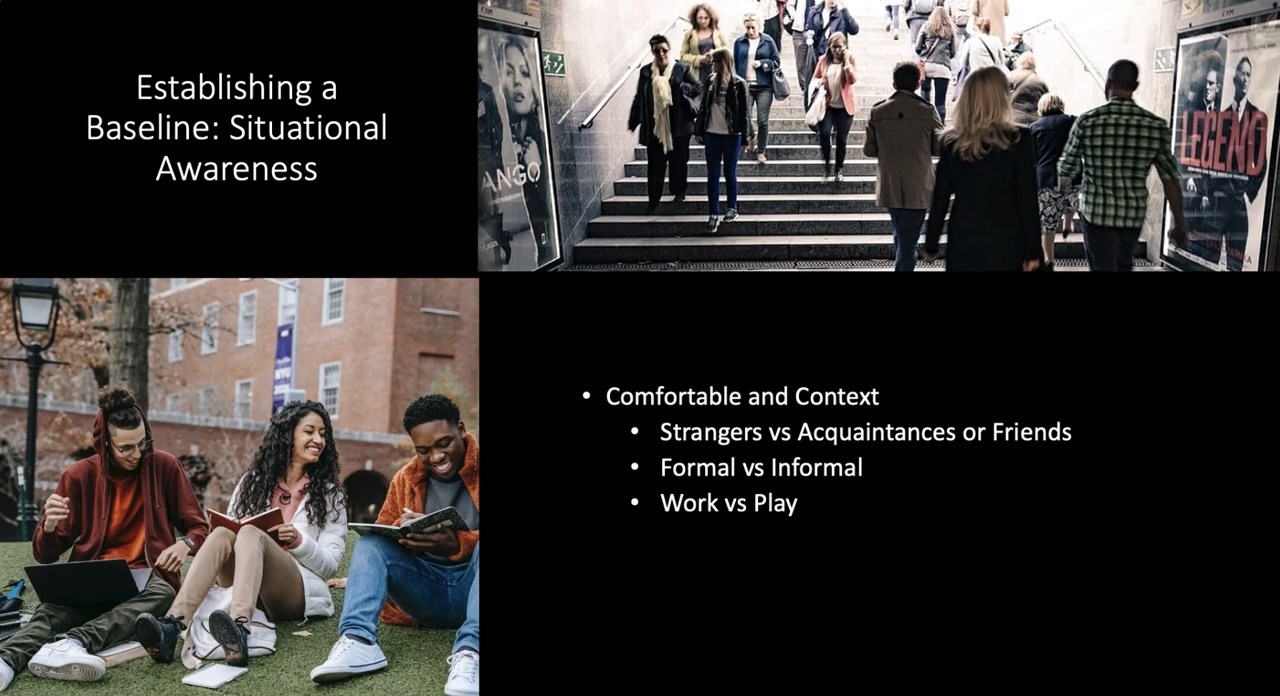 Establishing a
Baseline: Situational
Awareness
ANGO
LEGEND
NYU
• Comfortable and Context
• Strangers vs Acquaintances or Friends
• Formal vs Informal
• Work vs Play